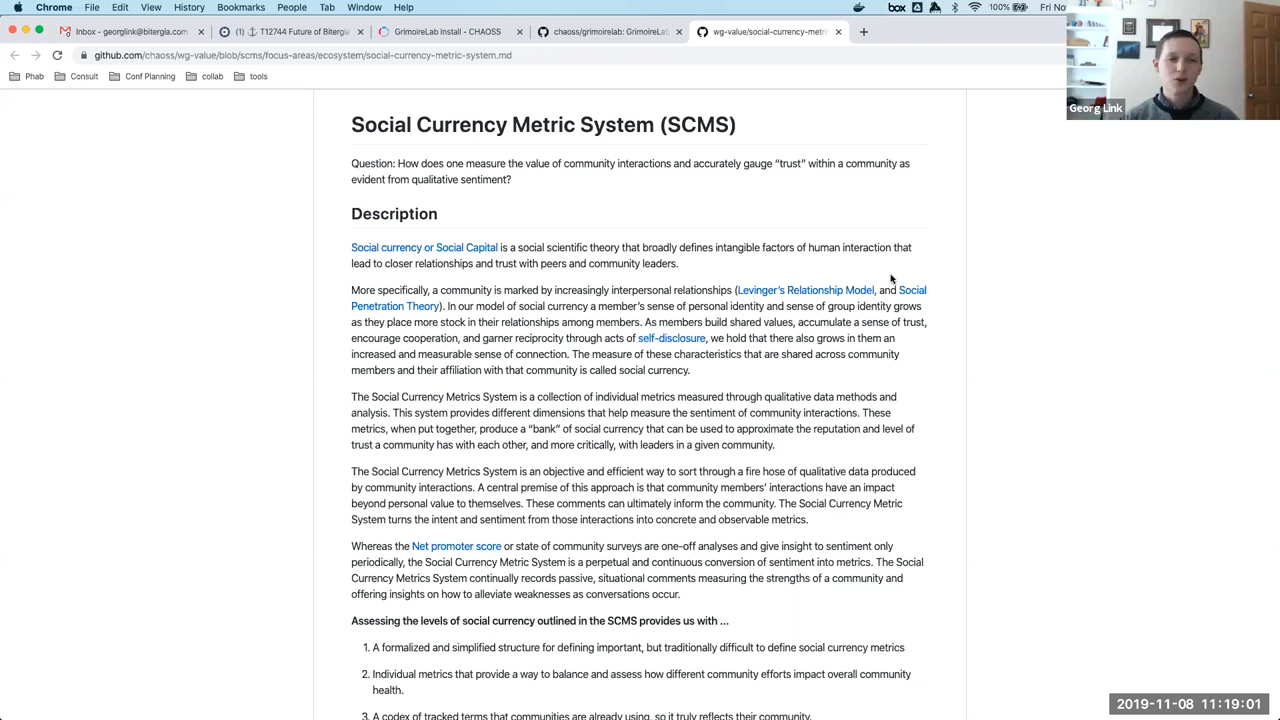 Chrome File Edit View History Bookmarks People Tab Window Help
box
100%
Fri No
Inbox - georglink@bitergia.com
(1) T12744 Future of Bitergi
GrimoireLab Install - THAOSS
chaoss/grimoirelab: GrimoireLa
wg-value/social-currency-metri
github.com/chaoss/wg-value/blob/scms/focus-areas/ecosystem/social-currency-metric-system.md
Phab Consult Conf Planning collab tools
Georg Link
Social Currency Metric System (SCMS)
Question: How does one measure the value of community interactions and accurately gauge “trust” within a community as
evident from qualitative sentiment?
Description
Social currency or Social Capital is a social scientific theory that broadly defines intangible factors of human interaction that
lead to closer relationships and trust with peers and community leaders.
More specifically, a community is marked by increasingly interpersonal relationships (Levinger’s Relationship Model, and Social
Penetration Theory). In our model of social currency a member’s sense of personal identity and sense of group identity grows
as they place more stock in their relationships among members. As members build shared values, accumulate a sense of trust,
encourage cooperation, and garner reciprocity through acts of self-disclosure, we hold that there also grows in them an
increased and measurable sense of connection. The measure of these characteristics that are shared across community
members and their affiliation with that community is called social currency.
The Social Currency Metrics System is a collection of individual metrics measured through qualitative data methods and
analysis. This system provides different dimensions that help measure the sentiment of community interactions. These
metrics, when put together, produce a “bank” of social currency that can be used to approximate the reputation and level of
trust a community has with each other, and more critically, with leaders in a given community.
The Social Currency Metrics System is an objective and efficient way to sort through a fire hose of qualitative data produced
by community interactions. A central premise of this approach is that community members’ interactions have an impact
beyond personal value to themselves. These comments can ultimately inform the community. The Social Currency Metric
System turns the intent and sentiment from those interactions into concrete and observable metrics.
Whereas the Net promoter score or state of community surveys are one-off analyses and give insight to sentiment only
periodically, the Social Currency Metric System is a perpetual and continuous conversion of sentiment into metrics. The Social
Currency Metrics System continually records passive, situational comments measuring the strengths of a community and
offering insights on how to alleviate weaknesses as conversations occur.
Assessing the levels of social currency outlined in the SCMS provides us with ...
1. A formalized and simplified structure for defining important, but traditionally difficult to define social currency metrics
2. Individual metrics that provide a way to balance and assess how different community efforts impact overall community
health.
3. A codex of tracked terms that communities are already using, so it truly reflects their community.
2019-11-08 11:19:01